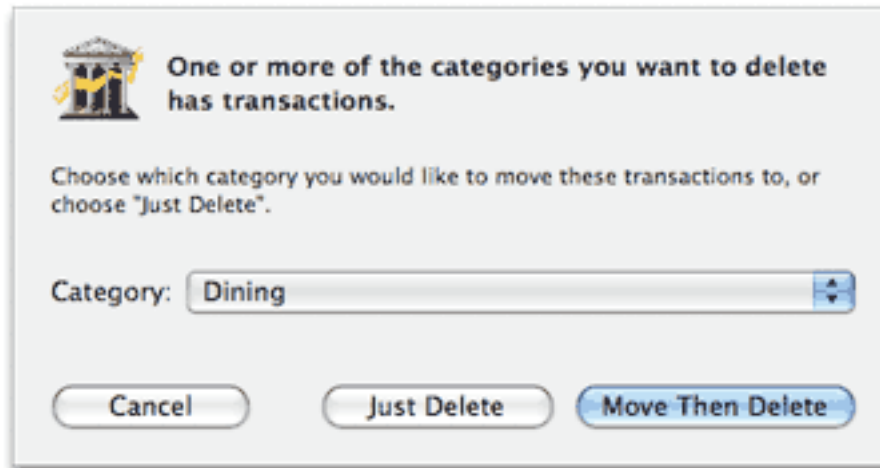 One or more of the categories you want to delete
has transactions.
Choose which category you would like to move these transactions to, or
choose "Just Delete".
Category: Dining
Cancel Just Delete Move Then Delete